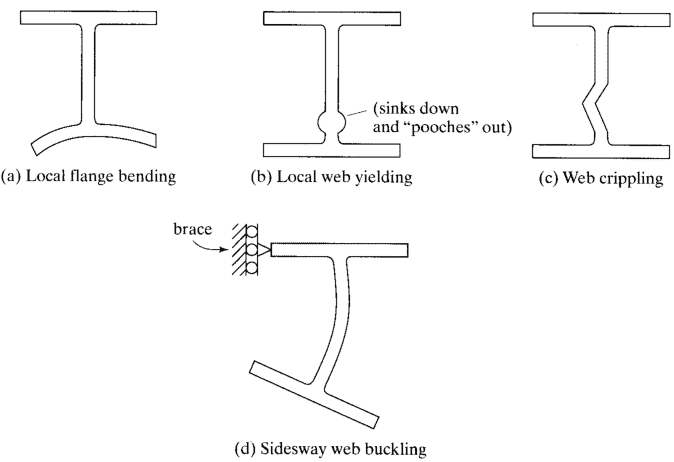 (sinks down
and “pooches” out)
(a) Local flange bending
(b) Local web yielding
(c) Web crippling
brace
(d) Sidesway web buckling